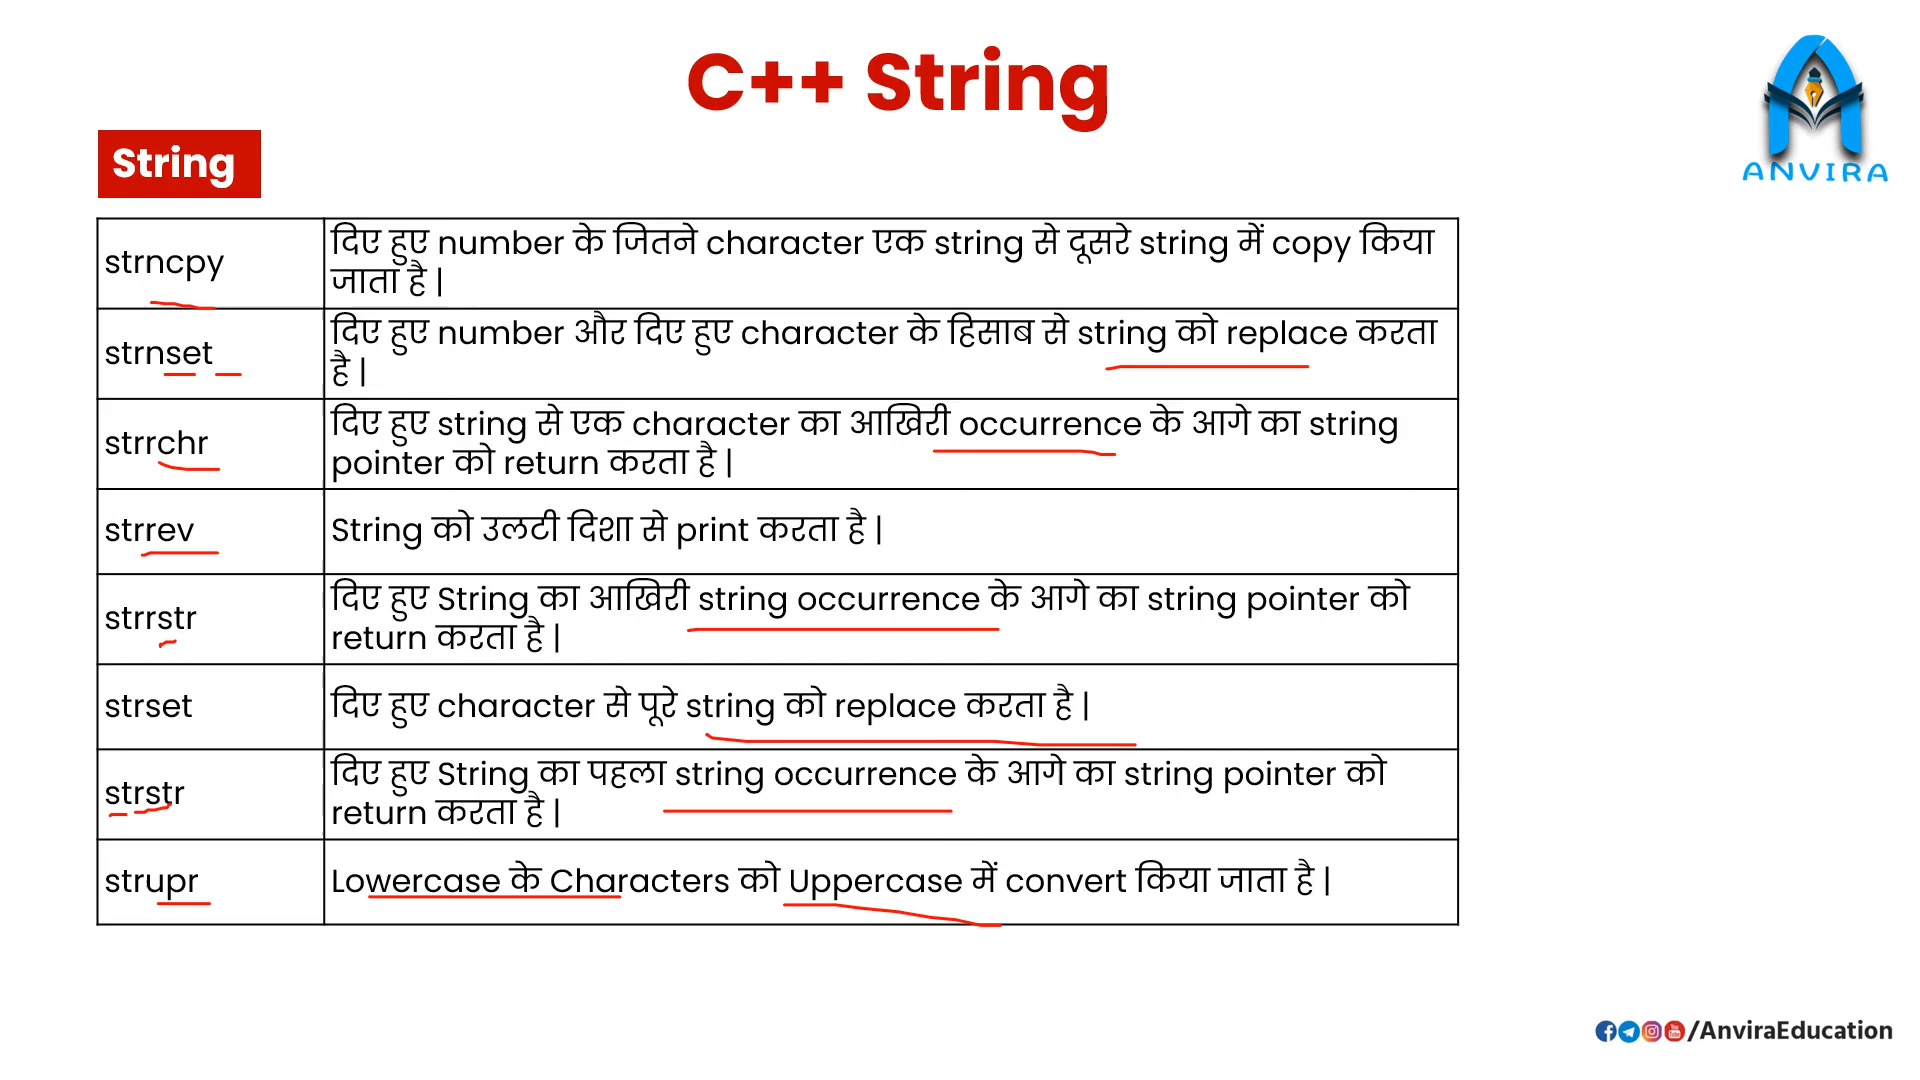 C++ String
ANVIRA
String
strncpy
दिए हुए number के जितने character एक string से दूसरे string में copy किया
जाता है |
strnset
दिए हुए number और दिए हुए character के हिसाब से string को replace करता
है |
strrchr
दिए हुए string से एक character का आखिरी occurrence के आगे का string
pointer को return करता है |
strrev
String को उलटी दिशा से print करता है |
strrstr
दिए हुए String का आखिरी string occurrence के आगे का string pointer को
return करता है |
strset
दिए हुए character से पूरे string को replace करता है |
strstr
दिए हुए String का पहला string occurrence के आगे का string pointer को
return करता है |
strupr
Lowercase के Characters को Uppercase में convert किया जाता है |
/AnviraEducation